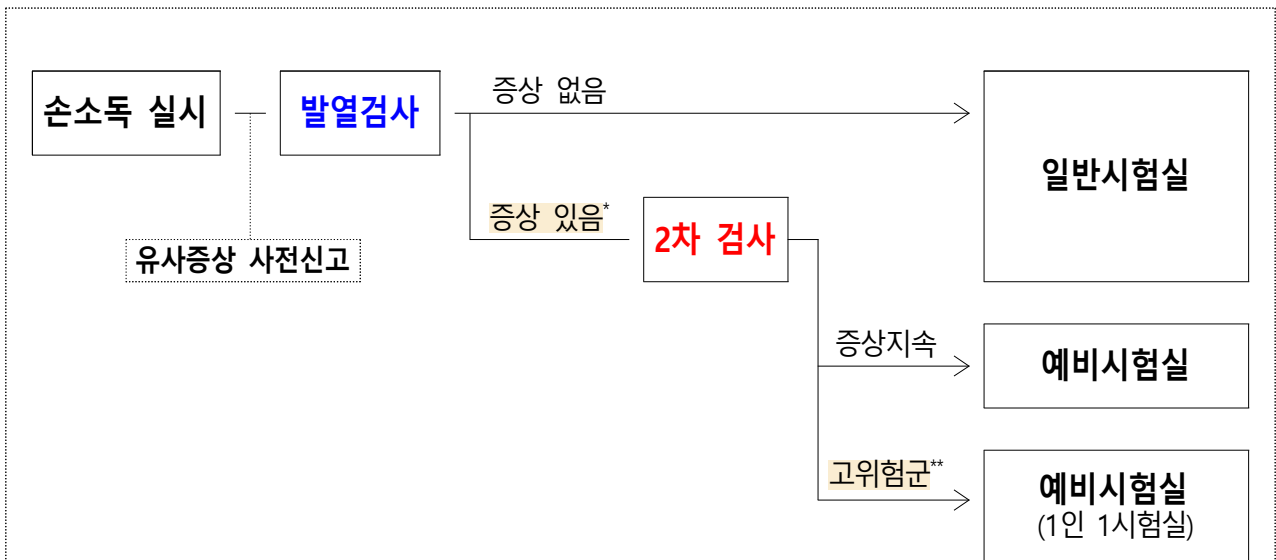 손소독 실시
발열검사
증상 없음
일반시험실
증상 있음*
2차 검사
유사증상 사전신고
증상지속
예비시험실
고위험군**
예비시험실
(1인 1시험실)